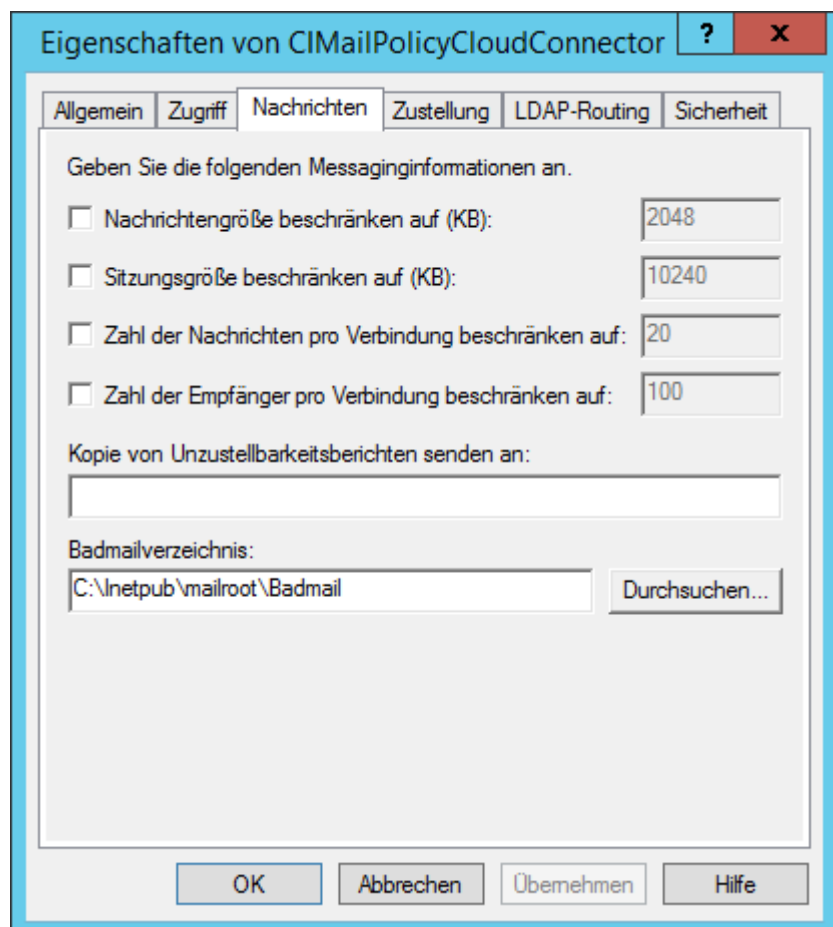 Eigenschaften von CIMailPolicyCloudConnector ? x
Allgemein Zugriff Nachrichten Zustellung LDAP-Routing Sicherheit
Geben Sie die folgenden Messaginginformationen an.
Nachrichtengröße beschränken auf (KB): 2048
Sitzungsgröße beschränken auf (KB): 10240
Zahl der Nachrichten pro Verbindung beschränken auf: 20
Zahl der Empfänger pro Verbindung beschränken auf: 100
Kopie von Unzustellbarkeitsberichten senden an:
Badmailverzeichnis:
C:\Inetpub\mailroot\Badmail Durchsuchen...
OK Abbrechen Übernehmen Hilfe